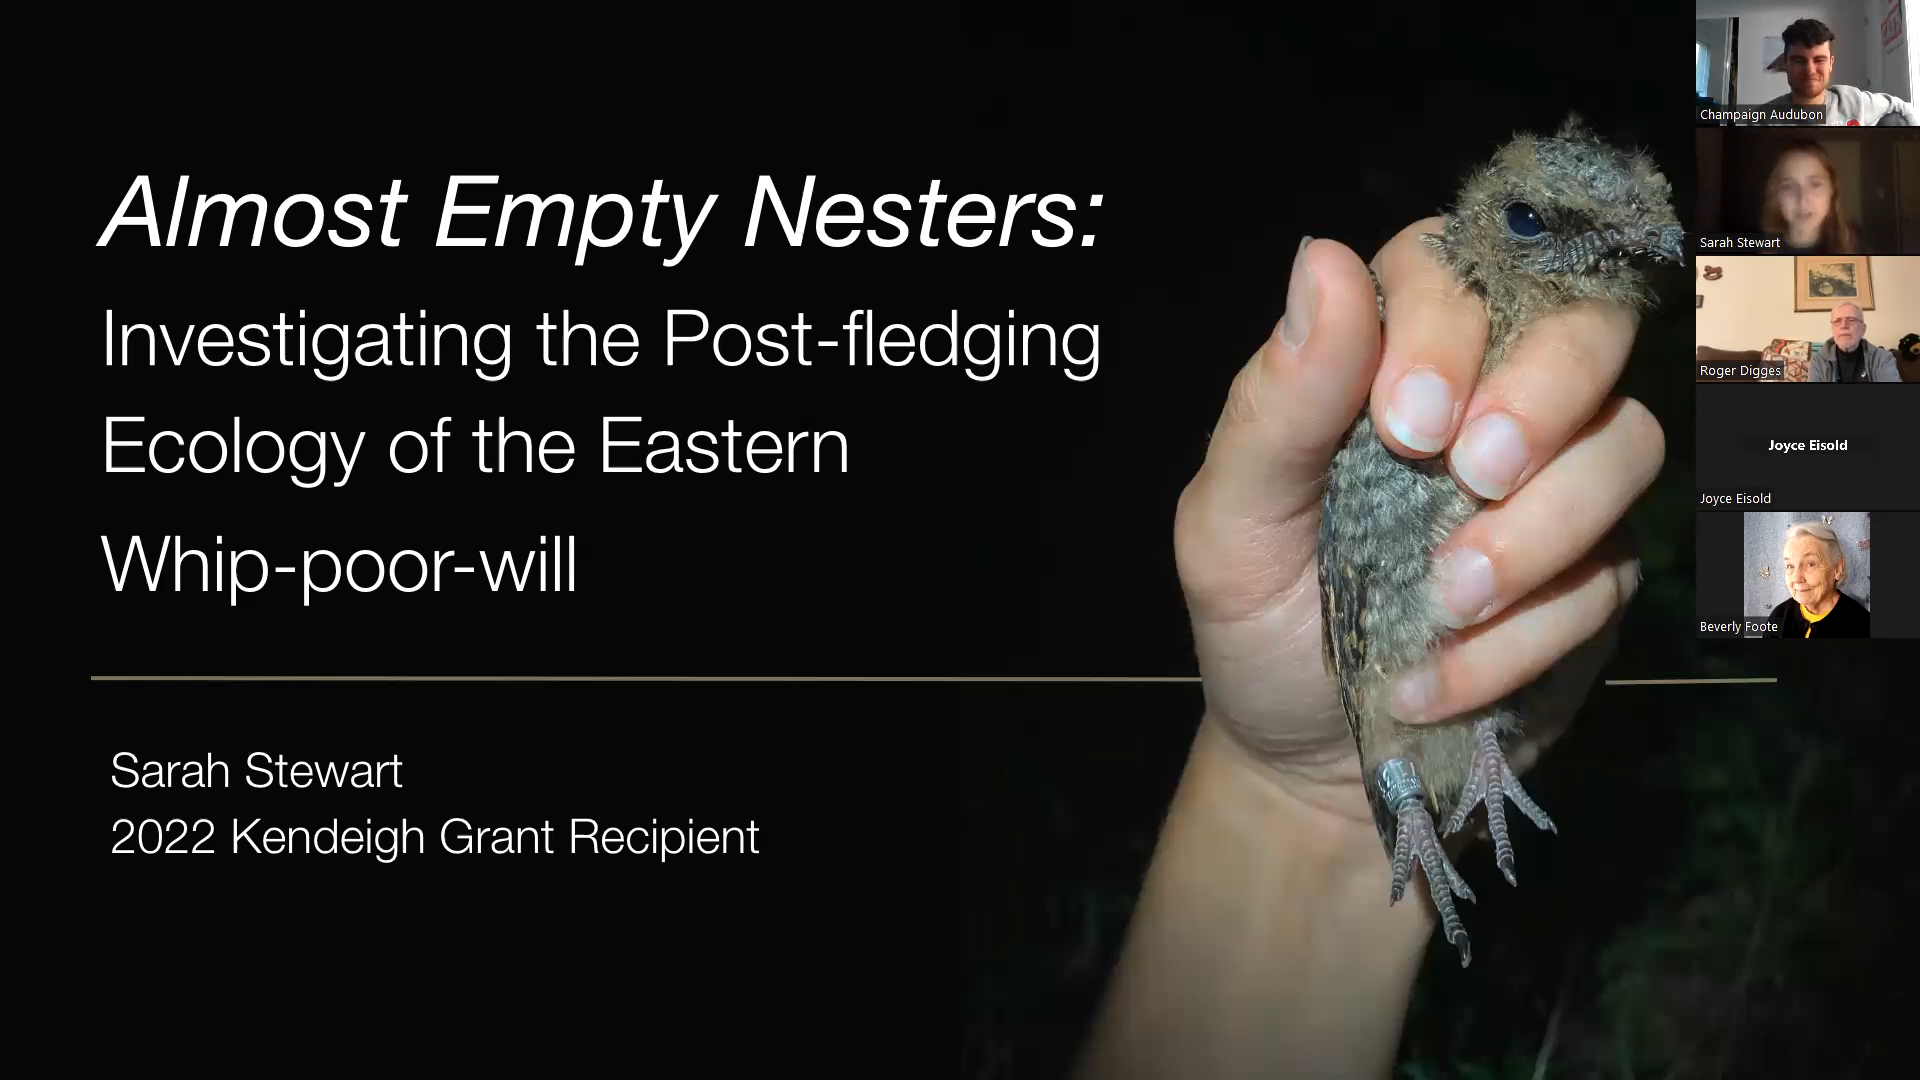 Almost Empty Nesters:
Investigating the Post-fledging
Ecology of the Eastern
Whip-poor-will
Sarah Stewart
2022 Kendeigh Grant Recipient
Champaign Audubon
Sarah Stewart
Roger Digges
Joyce Eisold
Joyce Eisold
Beverly Foote